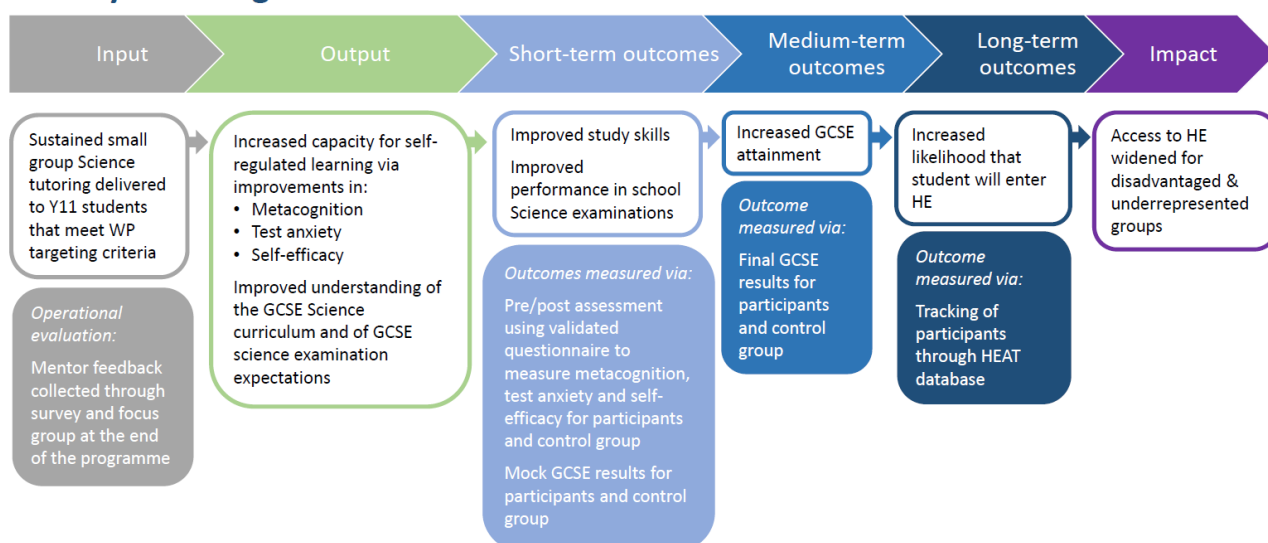 Input
Output
Short-term outcomes
Medium-term
outcomes
Long-term
outcomes
Impact
Sustained small
group Science
tutoring delivered
to Y11 students
that meet WP
targeting criteria
Operational
evaluation:
Mentor feedback
collected through
survey and focus
group at the end
of the programme
Increased capacity for self-
regulated learning via
improvements in:
• Metacognition
• Test anxiety
• Self-efficacy
Improved understanding of
the GCSE Science
curriculum and of GCSE
science examination
expectations
Improved study skills
Improved
performance in school
Science examinations
Outcomes measured via:
Pre/post assessment
using validated
questionnaire to
measure metacognition,
test anxiety and self-
efficacy for participants
and control group
Mock GCSE results for
participants and control
group
Increased GCSE
attainment
Outcome
measured via:
Final GCSE
results for
participants
and control
group
Increased
likelihood that
student will enter
HE
Outcome
measured via:
Tracking of
participants
through HEAT
database
Access to HE
widened for
disadvantaged &
underrepresented
groups